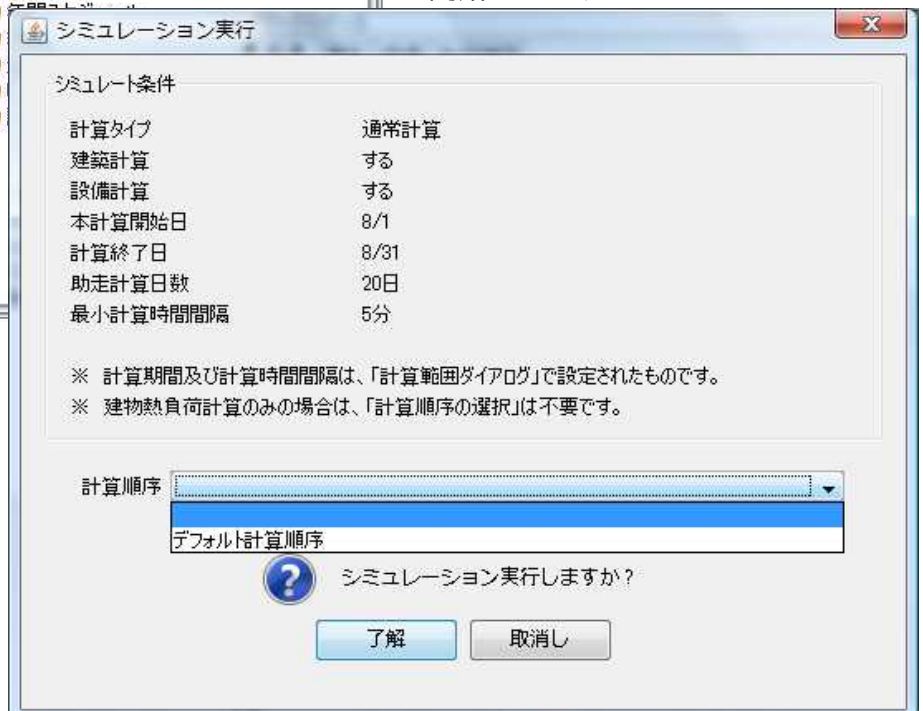 年間スケジュール
シミュレーション実行
シミュレート条件
計算タイプ 通常計算
建築計算 する
設備計算 する
本計算開始日 8/1
計算終了日 8/31
助走計算日数 20日
最小計算時間間隔 5分
※ 計算期間及び計算時間間隔は、「計算範囲ダイアログ」で設定されたものです。
※ 建物熱負荷計算のみの場合は、「計算順序の選択」は不要です。
計算順序
デフォルト計算順序
シミュレーション実行しますか?
了解 取消し